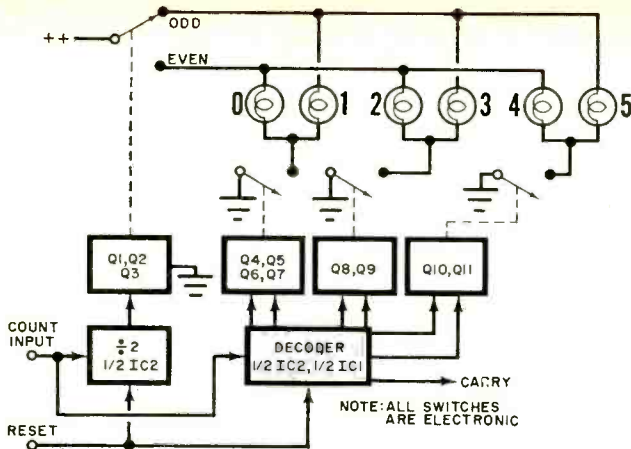 ++
ODD
EVEN
0 1 2 3 4 5
Q1,Q2
Q3
Q4,Q5
Q6,Q7
Q8,Q9
Q10,Q11
COUNT
INPUT
÷2
1/2 IC2
DECODER
1/2 IC2, 1/2 IC1
CARRY
NOTE: ALL SWITCHES
ARE ELECTRONIC
RESET